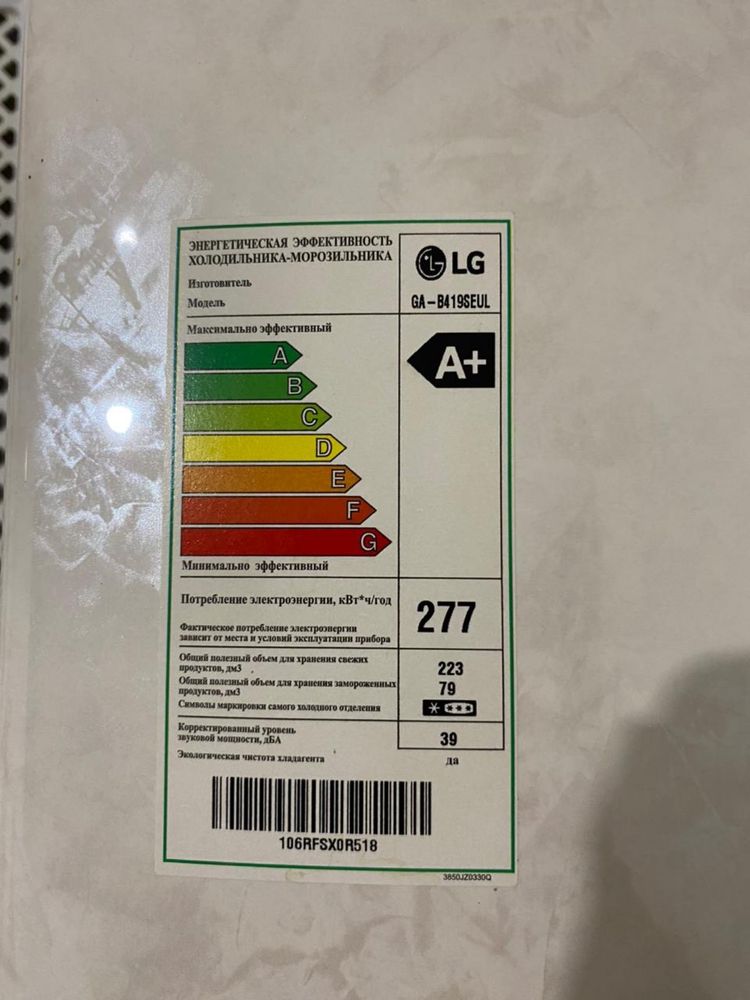 ЭНЕРГЕТИЧЕСКАЯ ЭФФЕКТИВНОСТЬ
ХОЛОДИЛЬНИКА-МОРОЗИЛЬНИКА
LG
Изготовитель
Модель
GA-B419SEUL
Максимально эффективный
A+
A
B
C
D
E
F
G
Минимально эффективный
Потребление электроэнергии, кВт*ч/год
277
Фактическое потребление электроэнергии
зависит от места и условий эксплуатации прибора
Общий полезный объем для хранения свежих
продуктов, дм3
223
Общий полезный объем для хранения замороженных
продуктов, дм3
79
Символы маркировки самого холодного отделения
Корректированный уровень
звуковой мощности, дБА
39
Экологическая чистота хладагента
да
106RFSX0R518
3850JZ0330Q